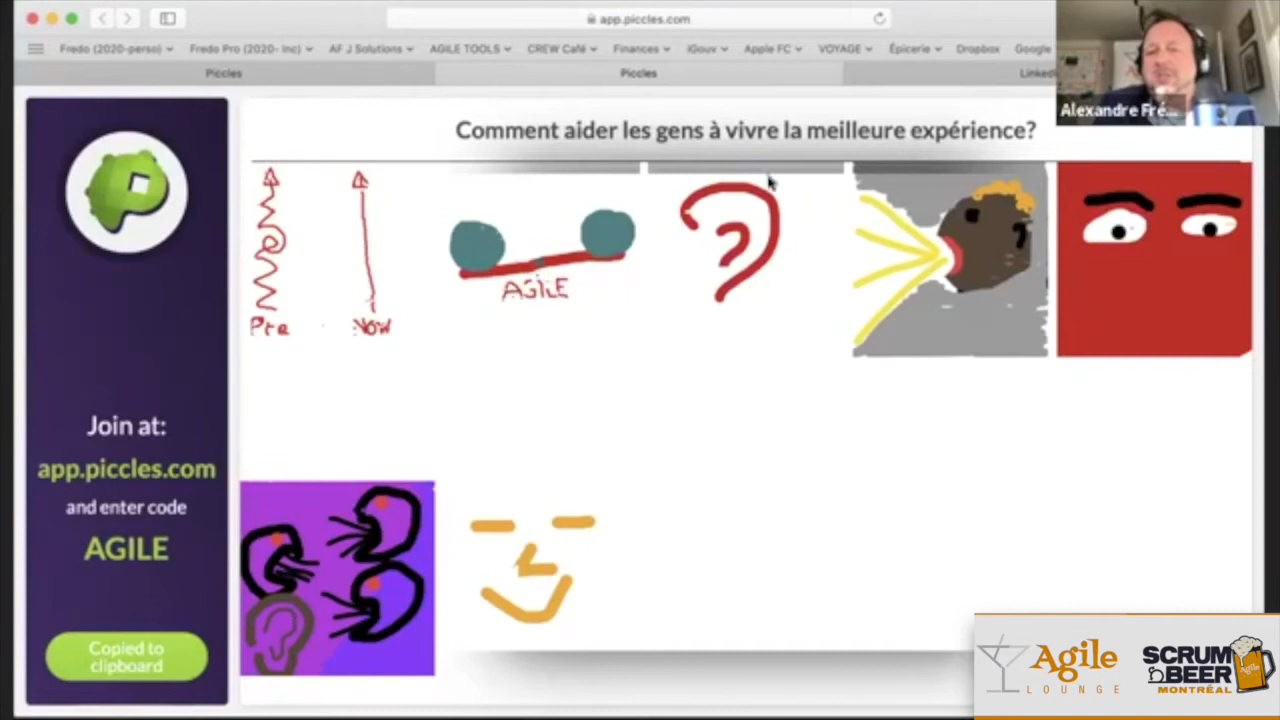 app.piccles.com
Fredo (2020-perso)
Fredo Pro (2020- inc)
AF J Solutions
AGILE TOOLS
CREW Café
Finances
iGouv
Apple FC
VOYAGE
Épicerie
Dropbox
Google
Piccles
Piccles
Linked
Alexandre Fré...
Comment aider les gens à vivre la meilleure expérience?
Pre
Now
AGILE
Join at:
app.piccles.com
and enter code
AGILE
Copied to
clipboard
Agile
LOUNGE
SCRUM
BEER
MONTRÉAL
Agile